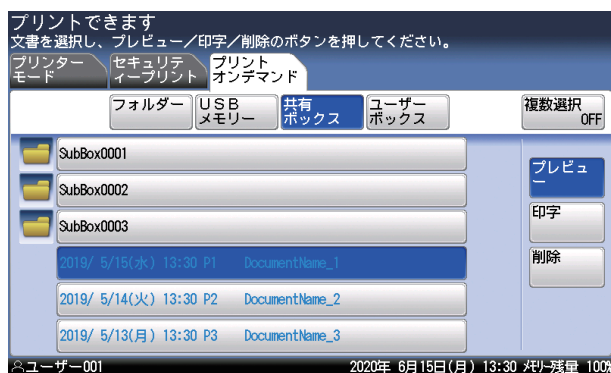 プリントできます
文書を選択し、プレビュー／印字／削除のボタンを押してください。
プリンター
モード
セキュリテ
ィープリント
プリント
オンデマンド
フォルダー
USB
メモリー
共有
ボックス
ユーザー
ボックス
複数選択
OFF
SubBox0001
SubBox0002
SubBox0003
2019/ 5/15(水) 13:30 P1 DocumentName_1
2019/ 5/14(火) 13:30 P2 DocumentName_2
2019/ 5/13(月) 13:30 P3 DocumentName_3
プレビュ
ー
印字
削除
ユーザー001
2020年 6月15日(月) 13:30 メモリー残量 100%